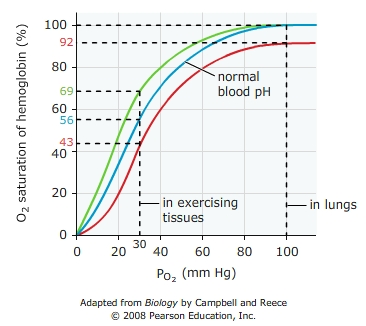 O2 saturation of hemoglobin (%)
100
92
80
69
60
56
43
40
20
0
normal
blood pH
in exercising
tissues
in lungs
0
20
30
40
60
80
100
PO2 (mm Hg)
Adapted from Biology by Campbell and Reece
© 2008 Pearson Education, Inc.